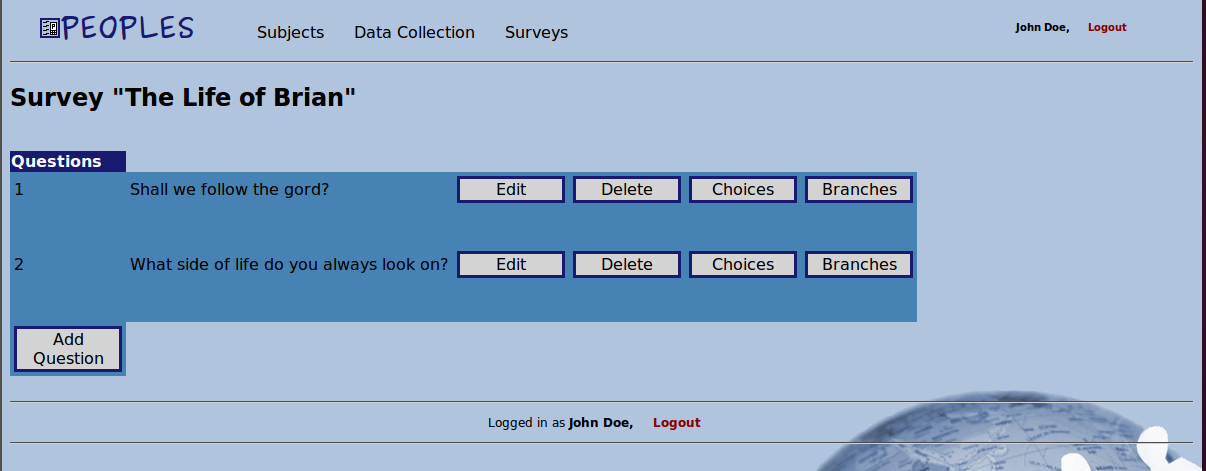 PEOPLES Subjects Data Collection Surveys John Doe, Logout
Survey "The Life of Brian"
Questions
1 Shall we follow the gord? Edit Delete Choices Branches
2 What side of life do you always look on? Edit Delete Choices Branches
Add
Question
Logged in as John Doe, Logout